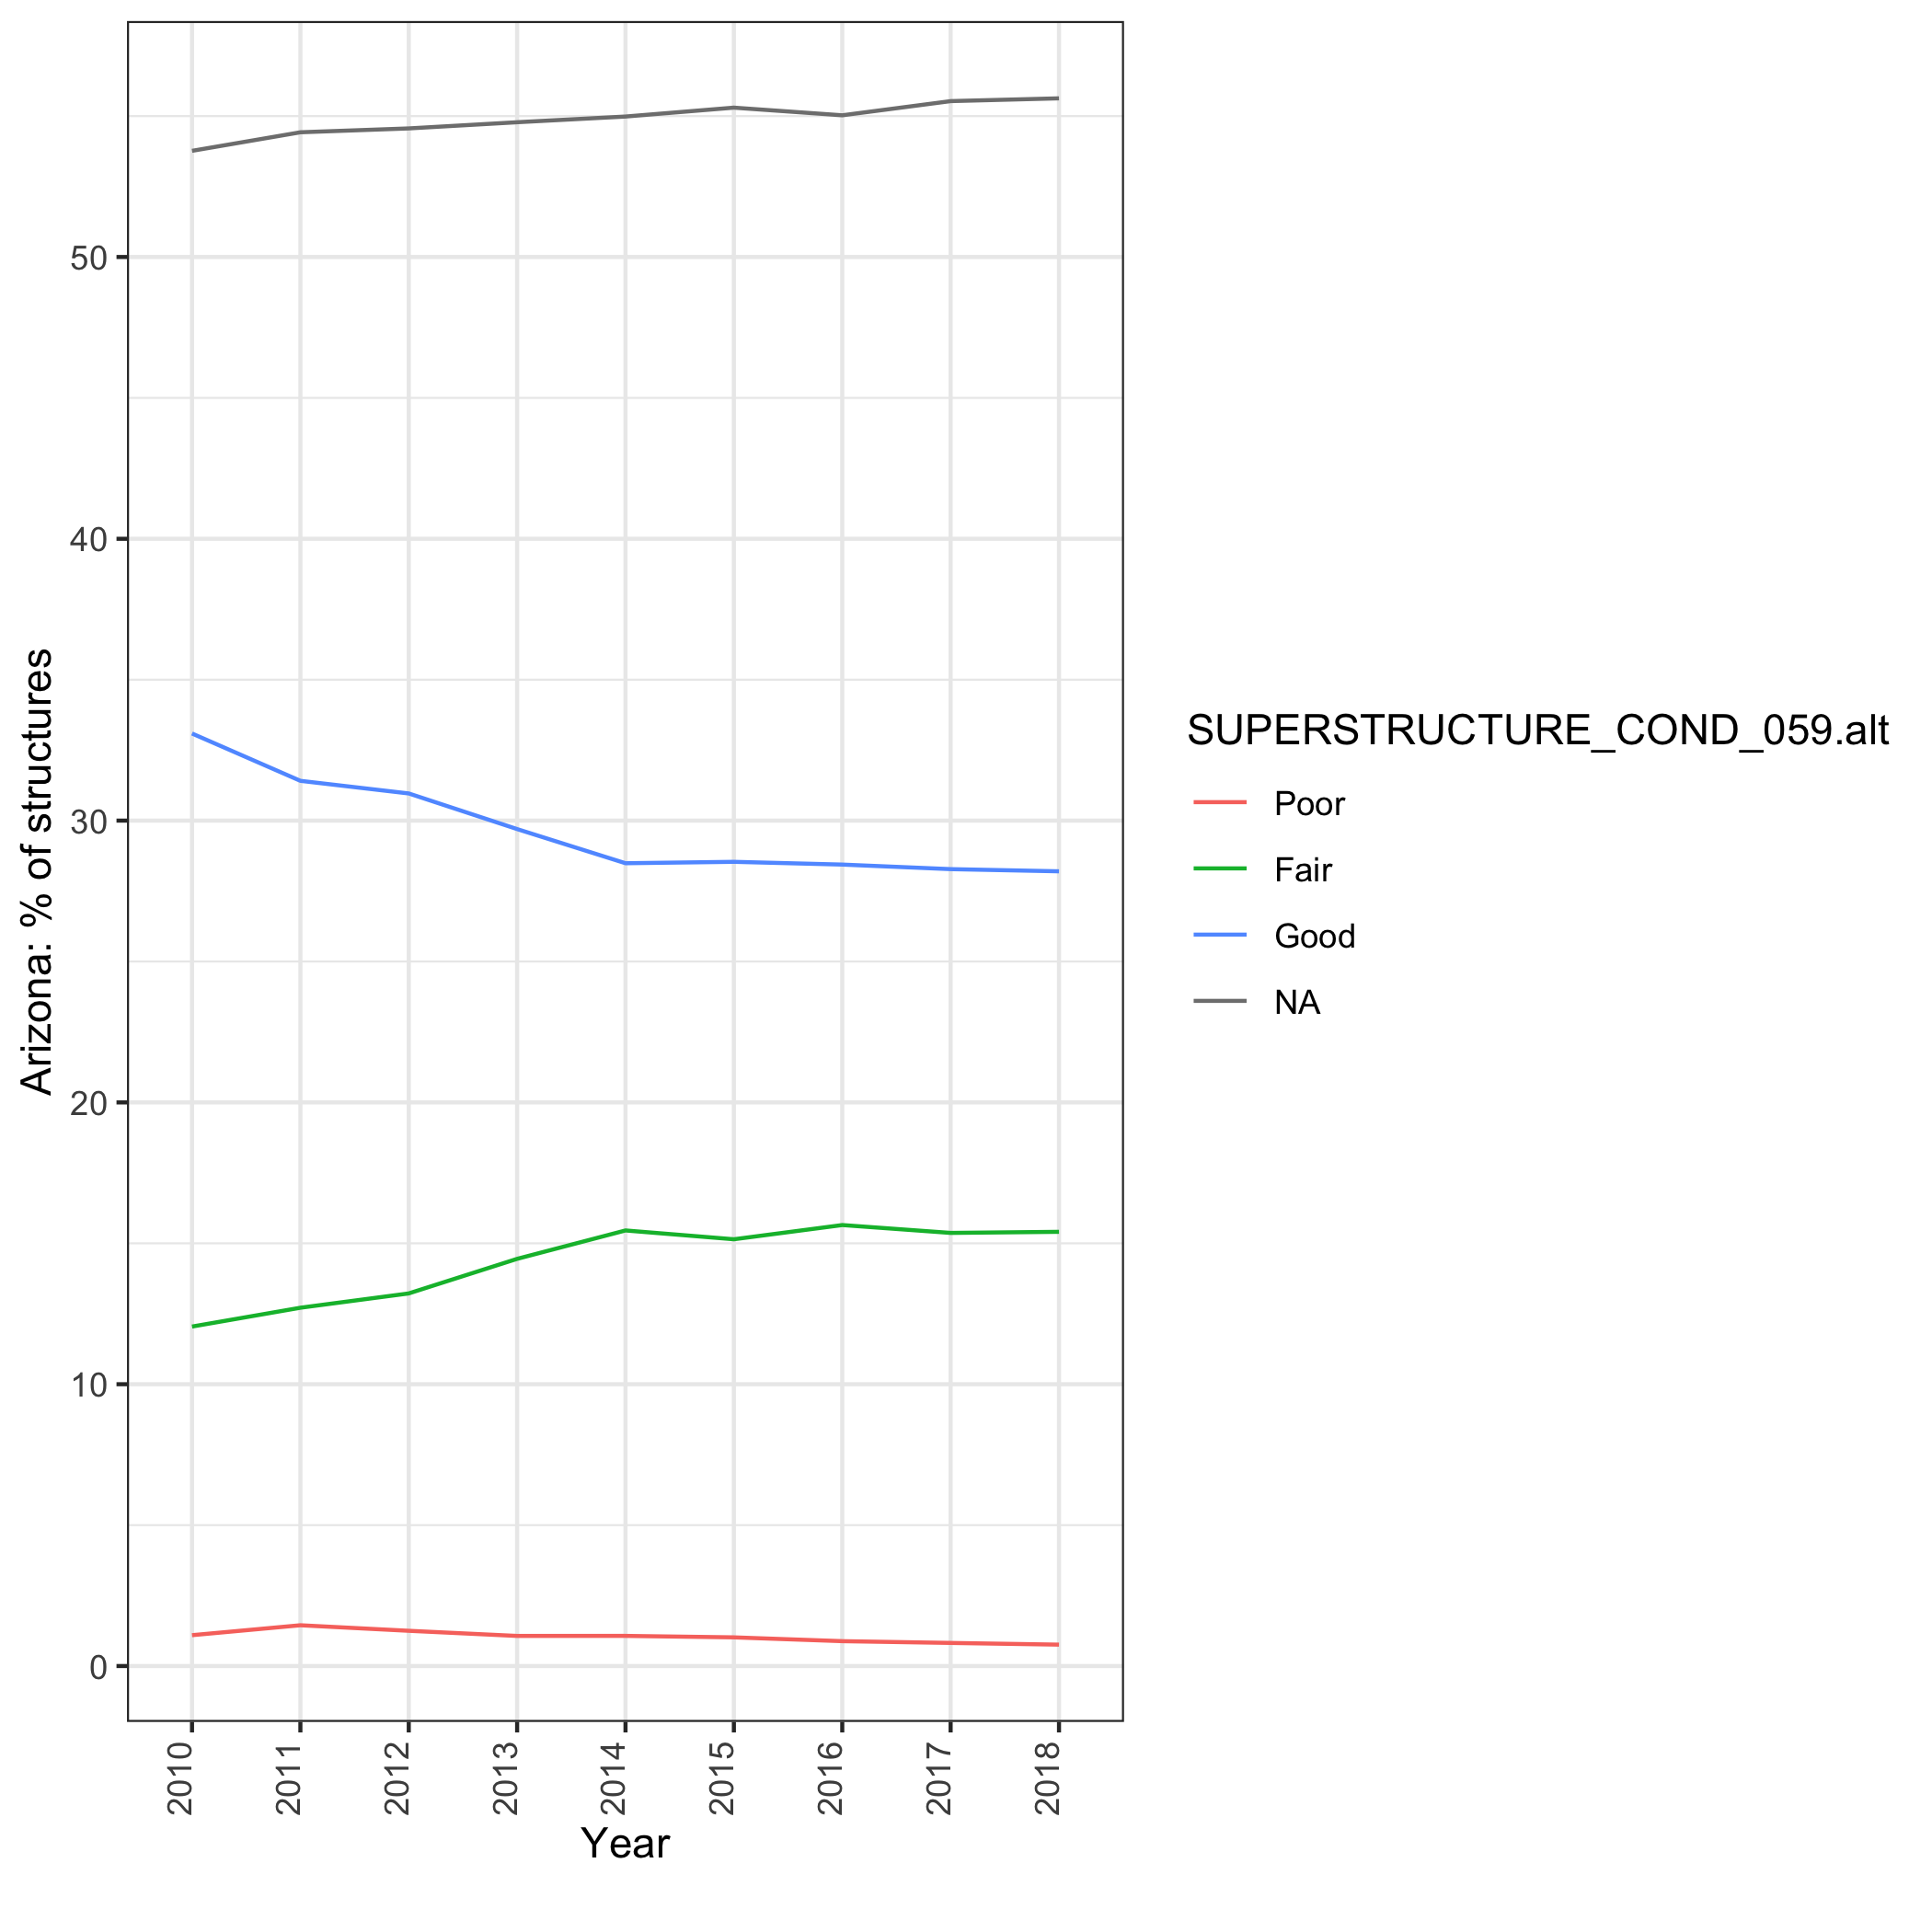 Arizona: % of structures
50
40
30
20
10
0
2010
2011
2012
2013
2014
2015
2016
2017
2018
Year
SUPERSTRUCTURE_COND_059.alt
Poor
Fair
Good
NA